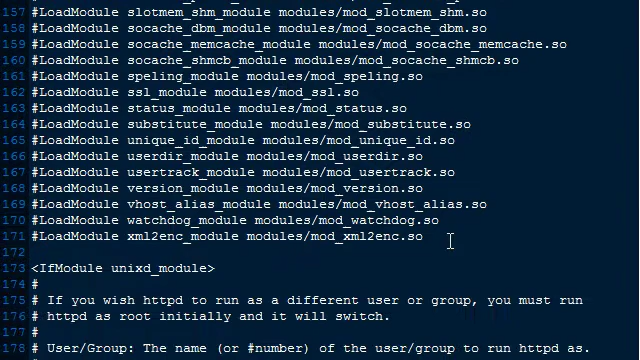 157 #LoadModule slotmem_shm_module modules/mod_slotmem_shm.so
158 #LoadModule socache_dbm_module modules/mod_socache_dbm.so
159 #LoadModule socache_memcache_module modules/mod_socache_memcache.so
160 #LoadModule socache_shmcb_module modules/mod_socache_shmcb.so
161 #LoadModule speling_module modules/mod_speling.so
162 #LoadModule ssl_module modules/mod_ssl.so
163 #LoadModule status_module modules/mod_status.so
164 #LoadModule substitute_module modules/mod_substitute.so
165 #LoadModule unique_id_module modules/mod_unique_id.so
166 #LoadModule userdir_module modules/mod_userdir.so
167 #LoadModule usertrack_module modules/mod_usertrack.so
168 #LoadModule version_module modules/mod_version.so
169 #LoadModule vhost_alias_module modules/mod_vhost_alias.so
170 #LoadModule watchdog_module modules/mod_watchdog.so
171 #LoadModule xml2enc_module modules/mod_xml2enc.so
172
173 <IfModule unixd_module>
174 #
175 # If you wish httpd to run as a different user or group, you must run
176 # httpd as root initially and it will switch.
177 #
178 # User/Group: The name (or #number) of the user/group to run httpd as.